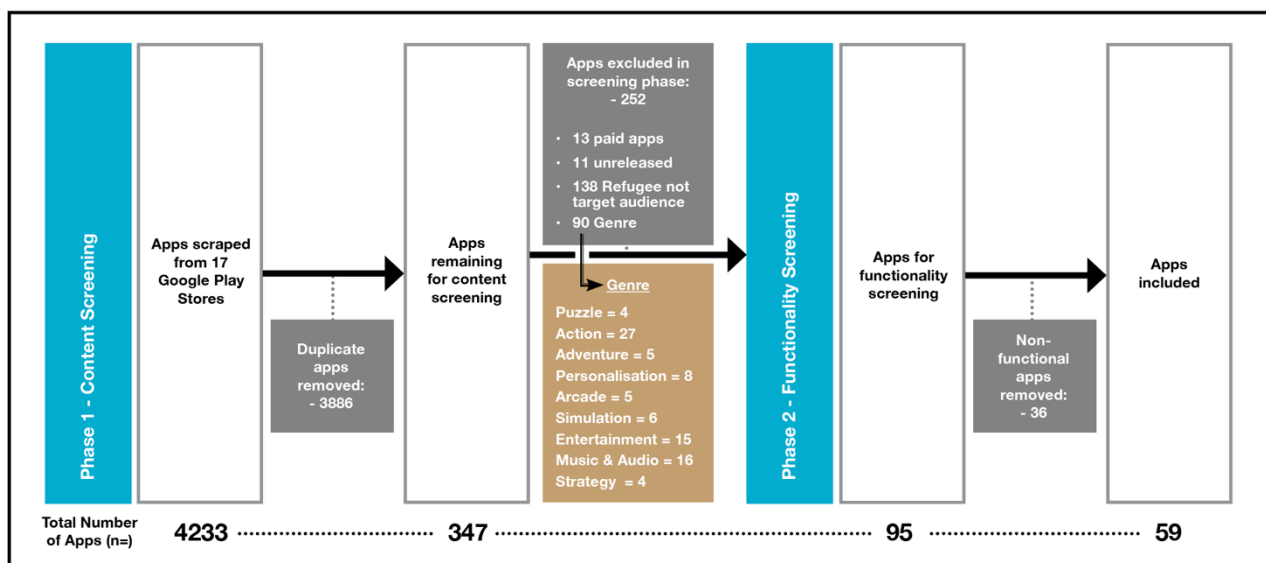 Phase 1 - Content Screening
Apps scraped
from 17
Google Play
Stores
Duplicate
apps
removed:
- 3886
Apps
remaining
for content
screening
Apps excluded in
screening phase:
- 252
· 13 paid apps
· 11 unreleased
· 138 Refugee not
target audience
· 90 Genre
Genre
Puzzle = 4
Action = 27
Adventure = 5
Personalisation = 8
Arcade = 5
Simulation = 6
Entertainment = 15
Music & Audio = 16
Strategy = 4
Phase 2 - Functionality Screening
Apps for
functionality
screening
Non-
functional
apps
removed:
- 36
Apps
included
Total Number
of Apps (n=)
4233
347
95
59